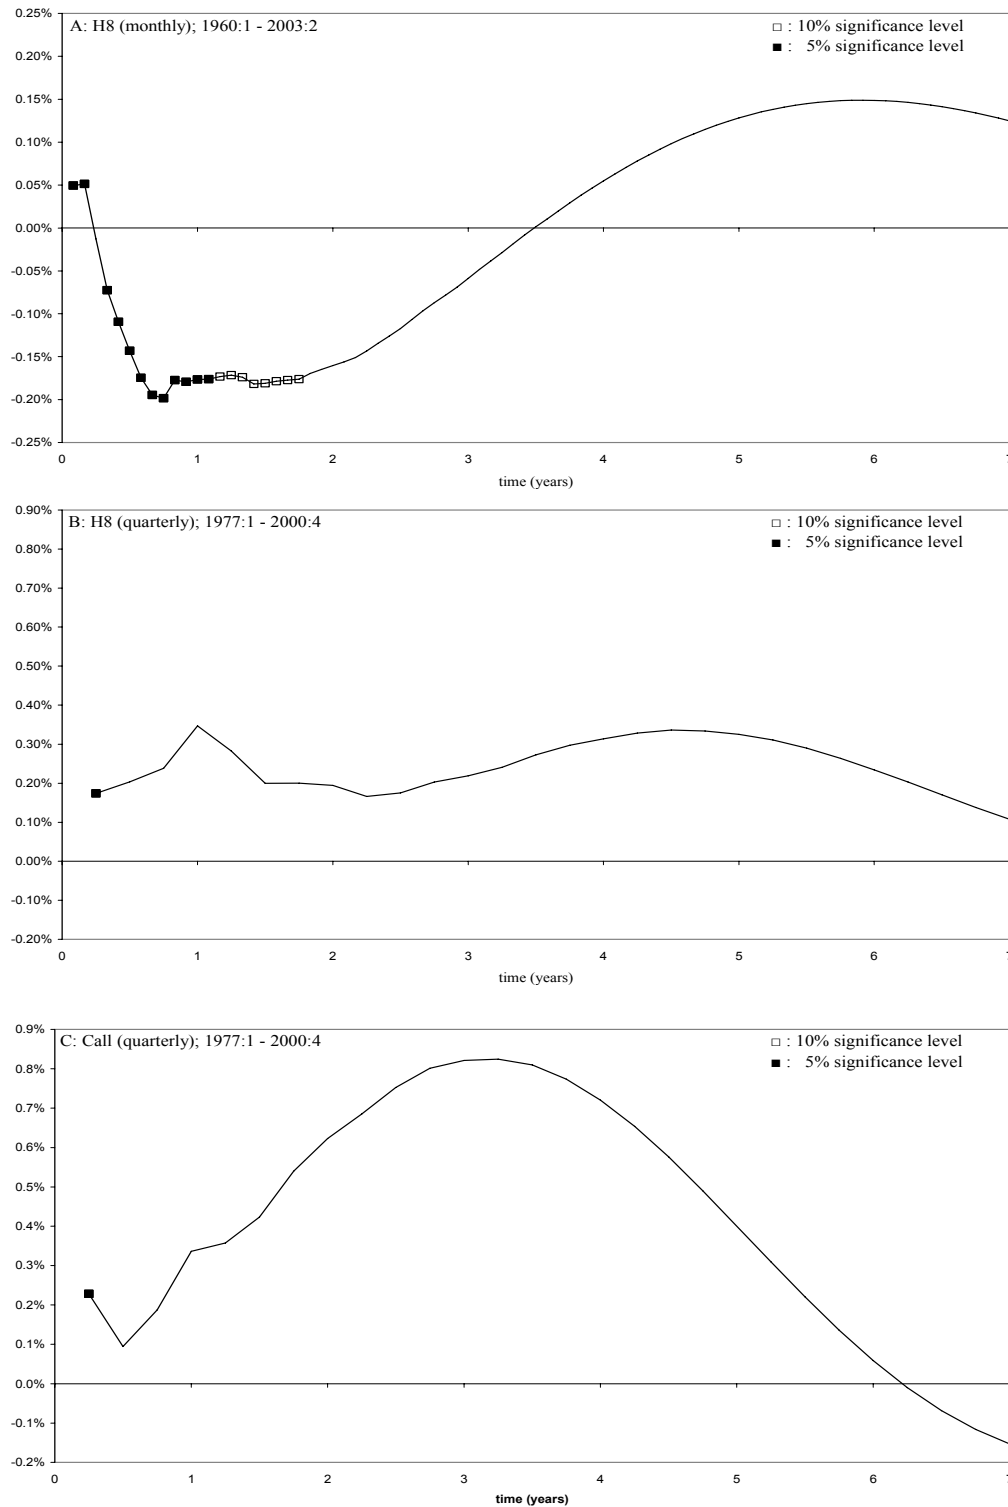 A: H8 (monthly); 1960:1 - 2003:2
□ : 10% significance level
■ : 5% significance level
0.25%
0.20%
0.15%
0.10%
0.05%
0.00%
-0.05%
-0.10%
-0.15%
-0.20%
-0.25%
0 1 2 3 4 5 6 7
time (years)
B: H8 (quarterly); 1977:1 - 2000:4
□ : 10% significance level
■ : 5% significance level
0.90%
0.80%
0.70%
0.60%
0.50%
0.40%
0.30%
0.20%
0.10%
0.00%
-0.10%
-0.20%
0 1 2 3 4 5 6 7
time (years)
C: Call (quarterly); 1977:1 - 2000:4
□ : 10% significance level
■ : 5% significance level
0.9%
0.8%
0.7%
0.6%
0.5%
0.4%
0.3%
0.2%
0.1%
0.0%
-0.1%
-0.2%
0 1 2 3 4 5 6 7
time (years)